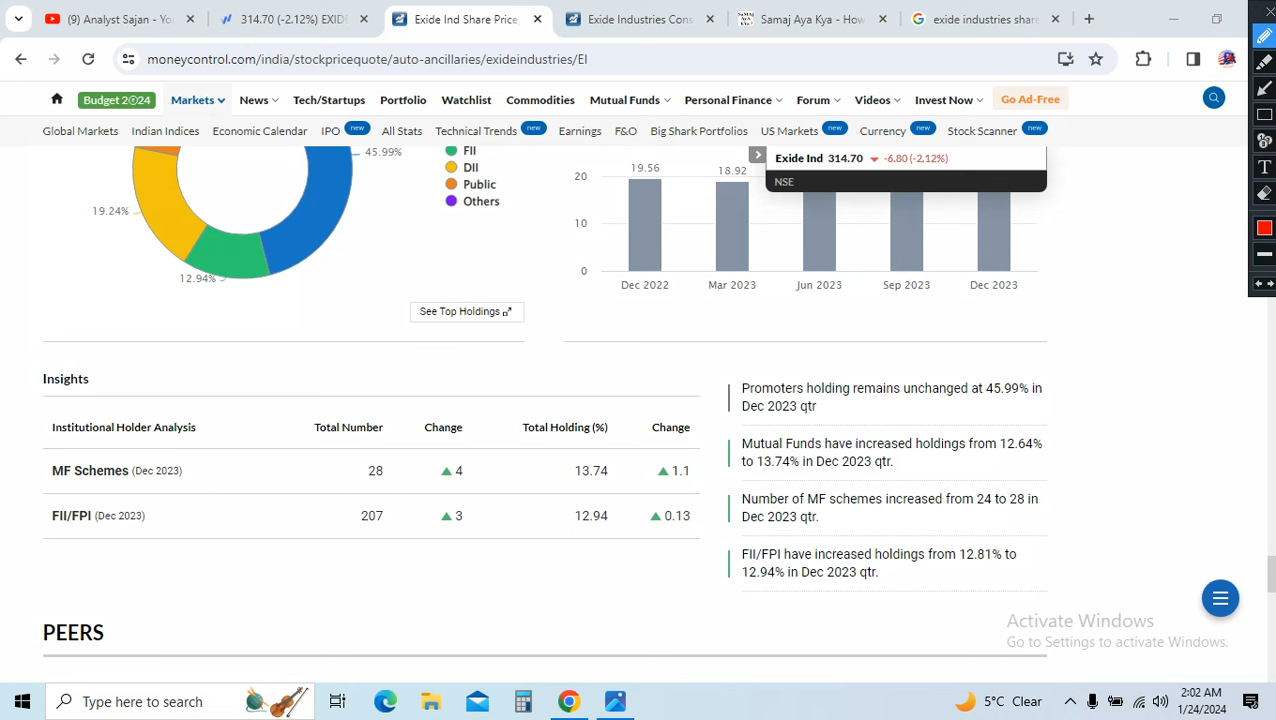 (9) Analyst Sajan - Yo
314.70 (-2.12%) EXIDE
Exide Ind Share Price,
Exide Industries Cons
Samaj Aya Kya - How
exide industries share
moneycontrol.com/india/stockpricequote/auto-ancillaries/exideindustries/EI
Budget 2024 Markets News Tech/Startups Portfolio Watchlist Commodities Mutual Funds Personal Finance Forum Videos Invest Now Go Ad-Free
Global Markets Indian Indices Economic Calendar IPO new All Stats Technical Trends new Earnings F&O Big Shark Portfolios US Markets new Currency new Stock Scanner new
45.99%
19.24%
12.94%
FII
DII
Public
Others
See Top Holdings
19.56 18.92
20
10
0
Dec 2022 Mar 2023 Jun 2023 Sep 2023 Dec 2023
Exide Ind 314.70 -6.80 (-2.12%)
NSE
Insights
Institutional Holder Analysis Total Number Change Total Holding (%) Change
MF Schemes (Dec 2023) 28 4 13.74 1.1
FII/FPI (Dec 2023) 207 3 12.94 0.13
Promoters holding remains unchanged at 45.99% in
Dec 2023 qtr
Mutual Funds have increased holdings from 12.64%
to 13.74% in Dec 2023 qtr.
Number of MF schemes increased from 24 to 28 in
Dec 2023 qtr.
FII/FPI have increased holdings from 12.81% to
12.94% in Dec 2023 qtr.
PEERS
Activate Windows
Go to Settings to activate Windows.
Type here to search
5°C Clear
2:02 AM
1/24/2024